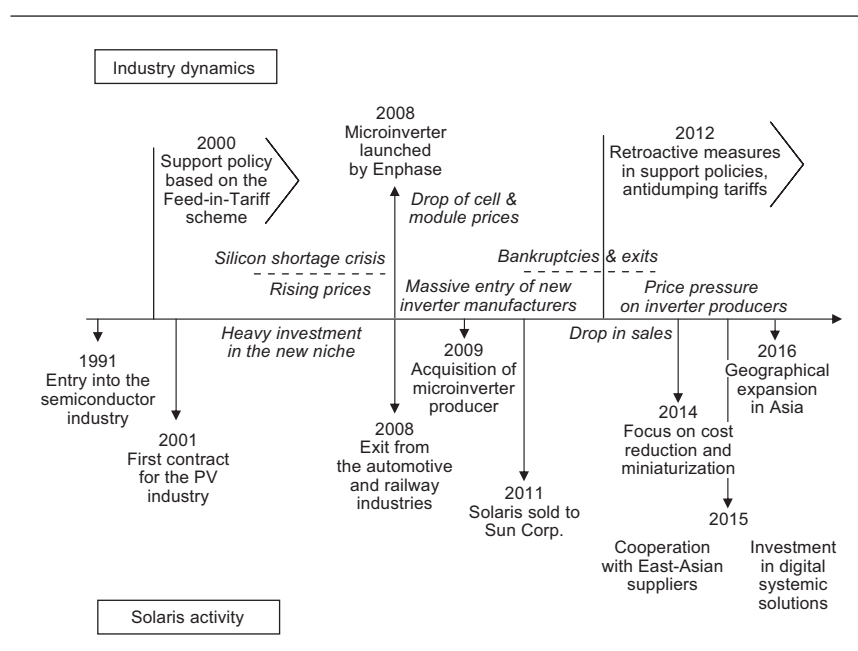 Industry dynamics
2000
Support policy
based on the
Feed-in-Tariff
scheme
2008
Microinverter
launched
by Enphase
2012
Retroactive measures
in support policies,
antidumping tariffs
Drop of cell &
module prices
Silicon shortage crisis
Rising prices
Bankruptcies & exits
Massive entry of new
inverter manufacturers
Price pressure
on inverter producers
Heavy investment
in the new niche
Drop in sales
1991
Entry into the
semiconductor
industry
2001
First contract
for the PV
industry
2008
Exit from
the automotive
and railway
industries
2009
Acquisition of
microinverter
producer
2011
Solaris sold to
Sun Corp.
2014
Focus on cost
reduction and
miniaturization
2015
Cooperation
with East-Asian
suppliers
Investment
in digital
systemic
solutions
2016
Geographical
expansion
in Asia
Solaris activity